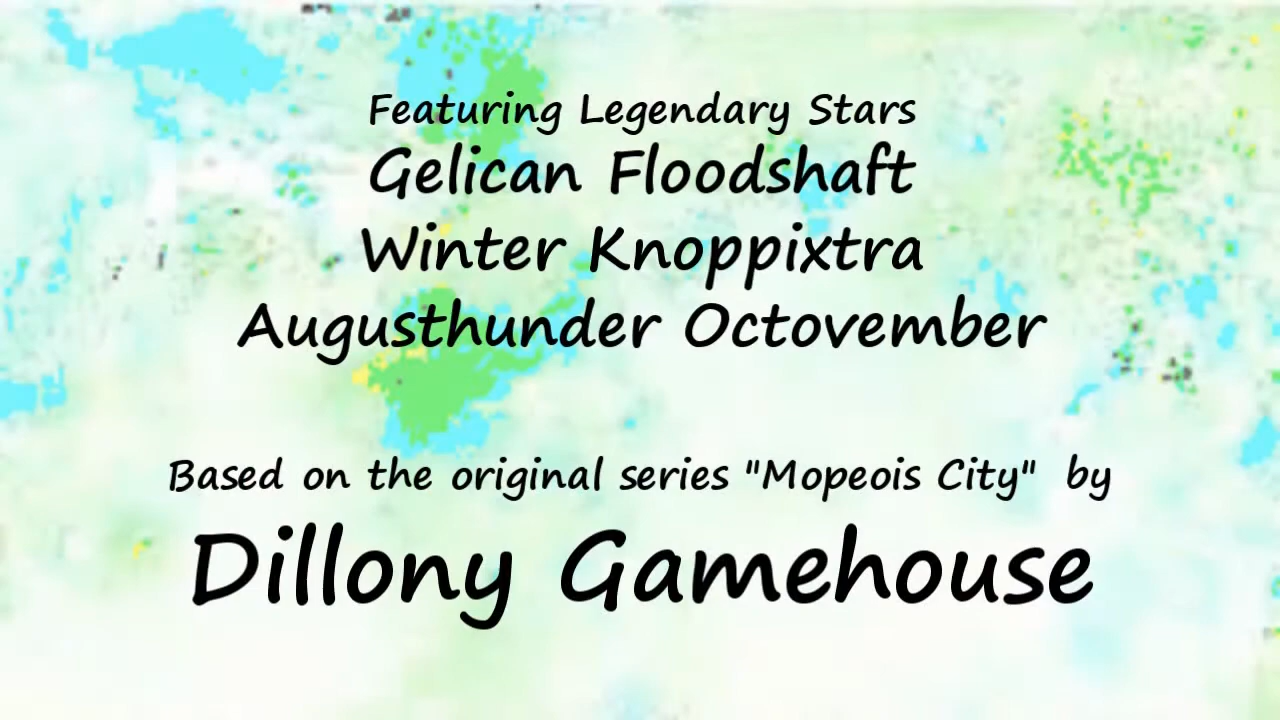 Featuring Legendary Stars
Gelican Floodshaft
Winter Knoppixtra
Augusthunder Octovember
Based on the original series "Mopeois City" by
Dillony Gamehouse